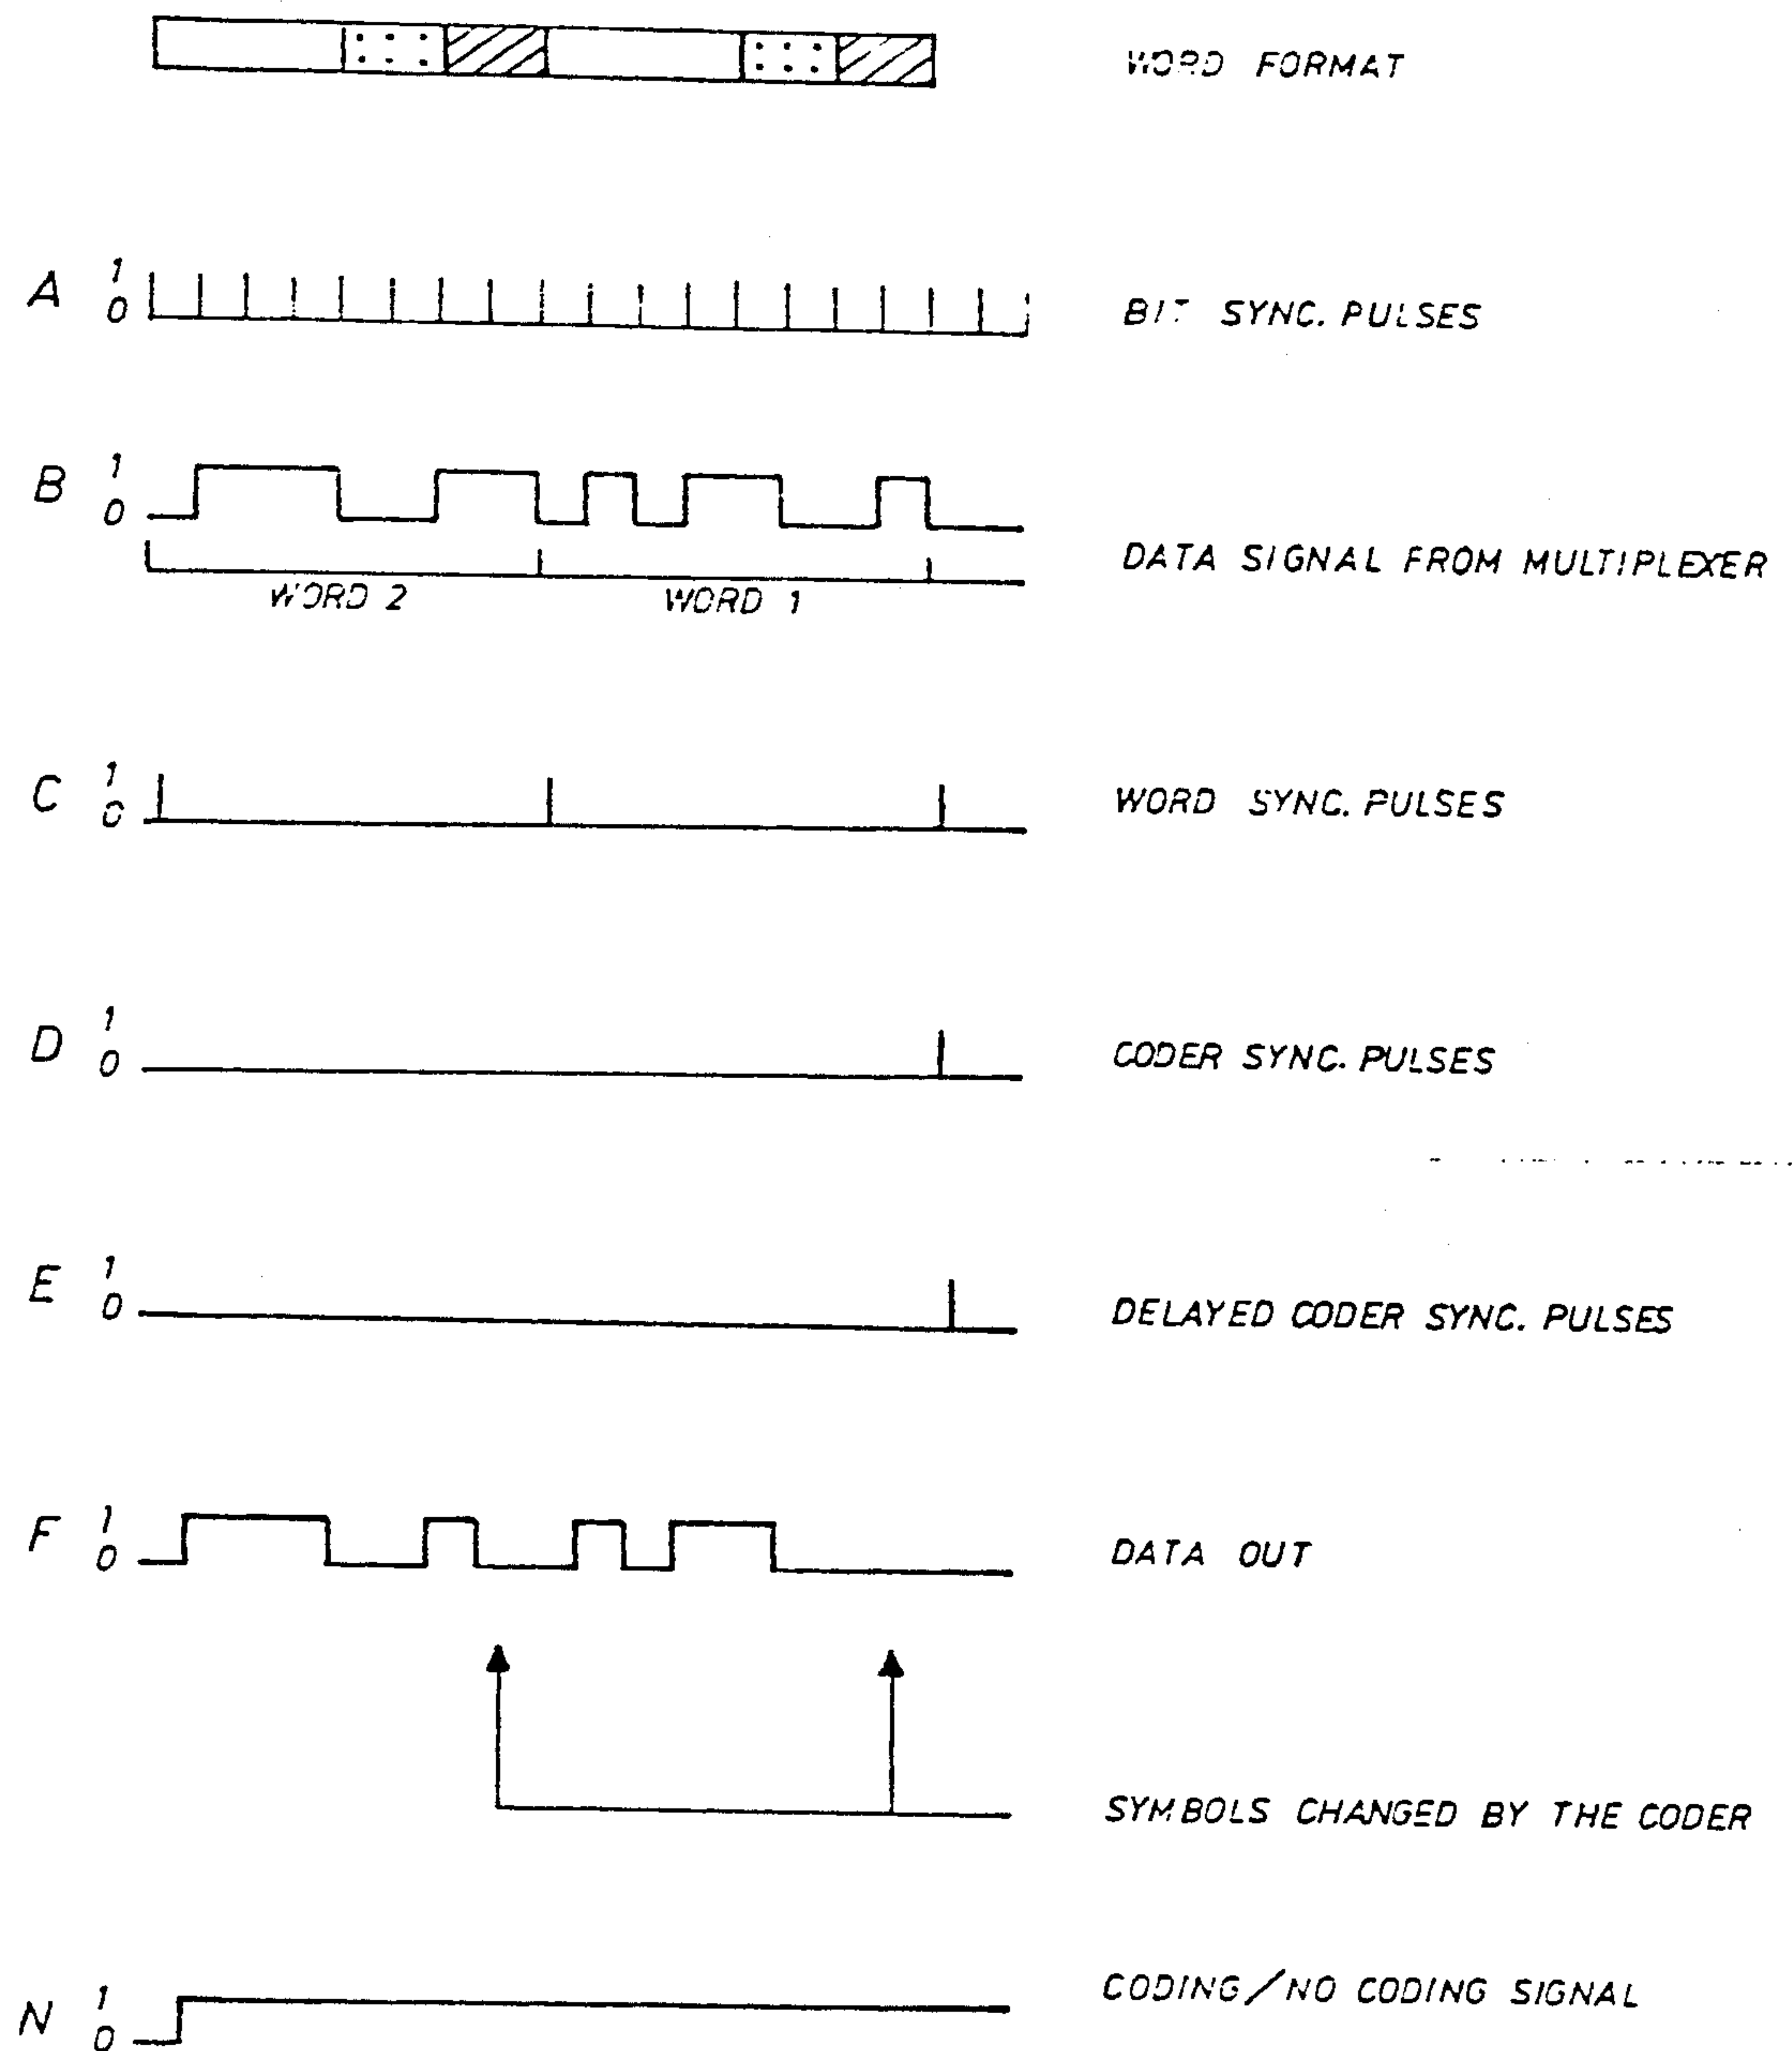 WORD FORMAT
A 1 0 BIT SYNC. PULSES
B 1 0
DATA SIGNAL FROM MULTIPLEXER
WORD 2 WORD 1
C 1 0 WORD SYNC. PULSES
D 1 0 CODER SYNC. PULSES
E 1 0 DELAYED CODER SYNC. PULSES
F 1 0 DATA OUT
SYMBOLS CHANGED BY THE CODER
N 1 0 CODING/NO CODING SIGNAL